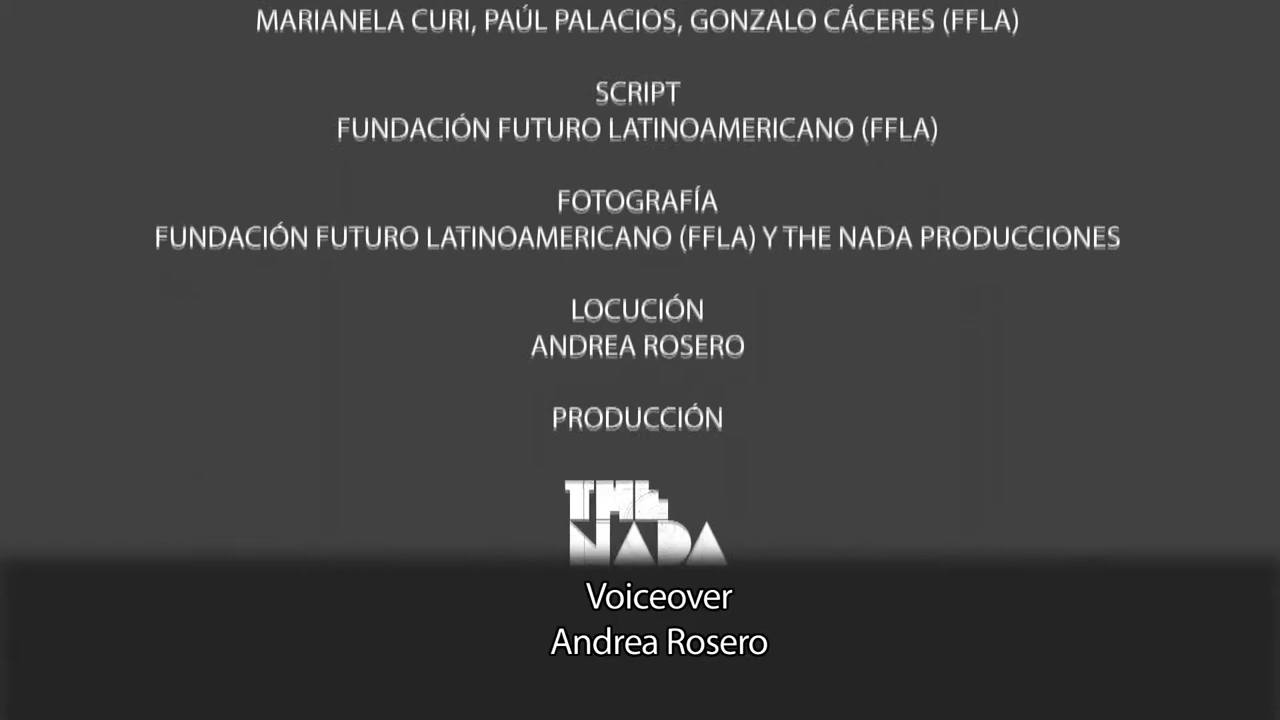 MARIANELA CURI, PAÚL PALACIOS, GONZALO CÁCERES (FFLA)
SCRIPT
FUNDACIÓN FUTURO LATINOAMERICANO (FFLA)
FOTOGRAFÍA
FUNDACIÓN FUTURO LATINOAMERICANO (FFLA) Y THE NADA PRODUCCIONES
LOCUCIÓN
ANDREA ROSERO
PRODUCCIÓN
THE
NADA
Voiceover
Andrea Rosero